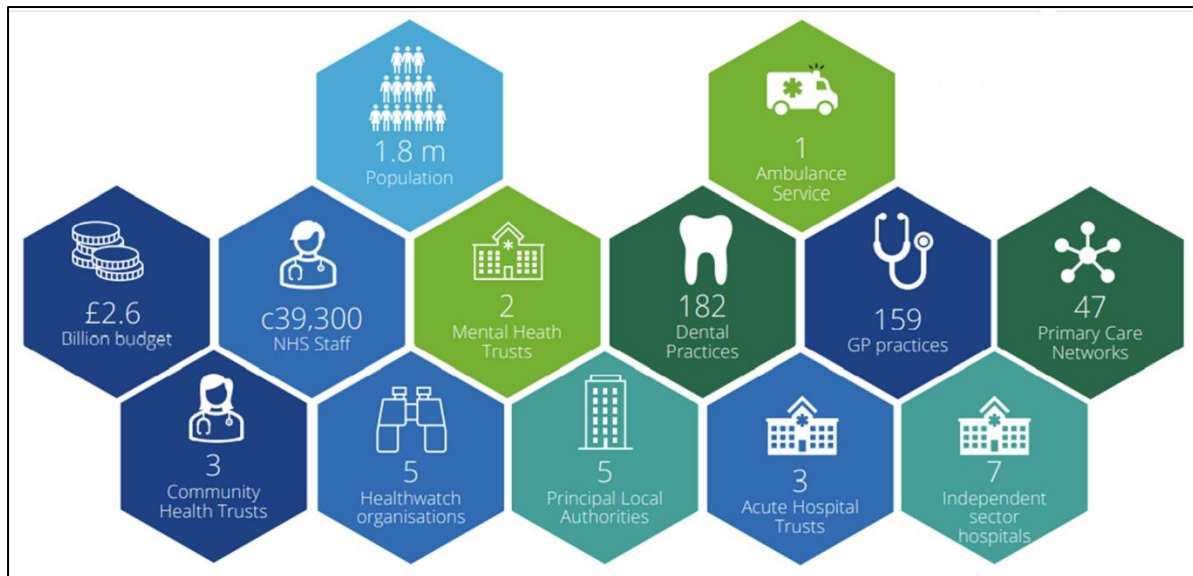 1.8 m
Population
1
Ambulance
Service
£2.6
Billion budget
c39,300
NHS Staff
2
Mental Heath
Trusts
182
Dental
Practices
159
GP practices
47
Primary Care
Networks
3
Community
Health Trusts
5
Healthwatch
organisations
5
Principal Local
Authorities
3
Acute Hospital
Trusts
7
Independent
sector
hospitals